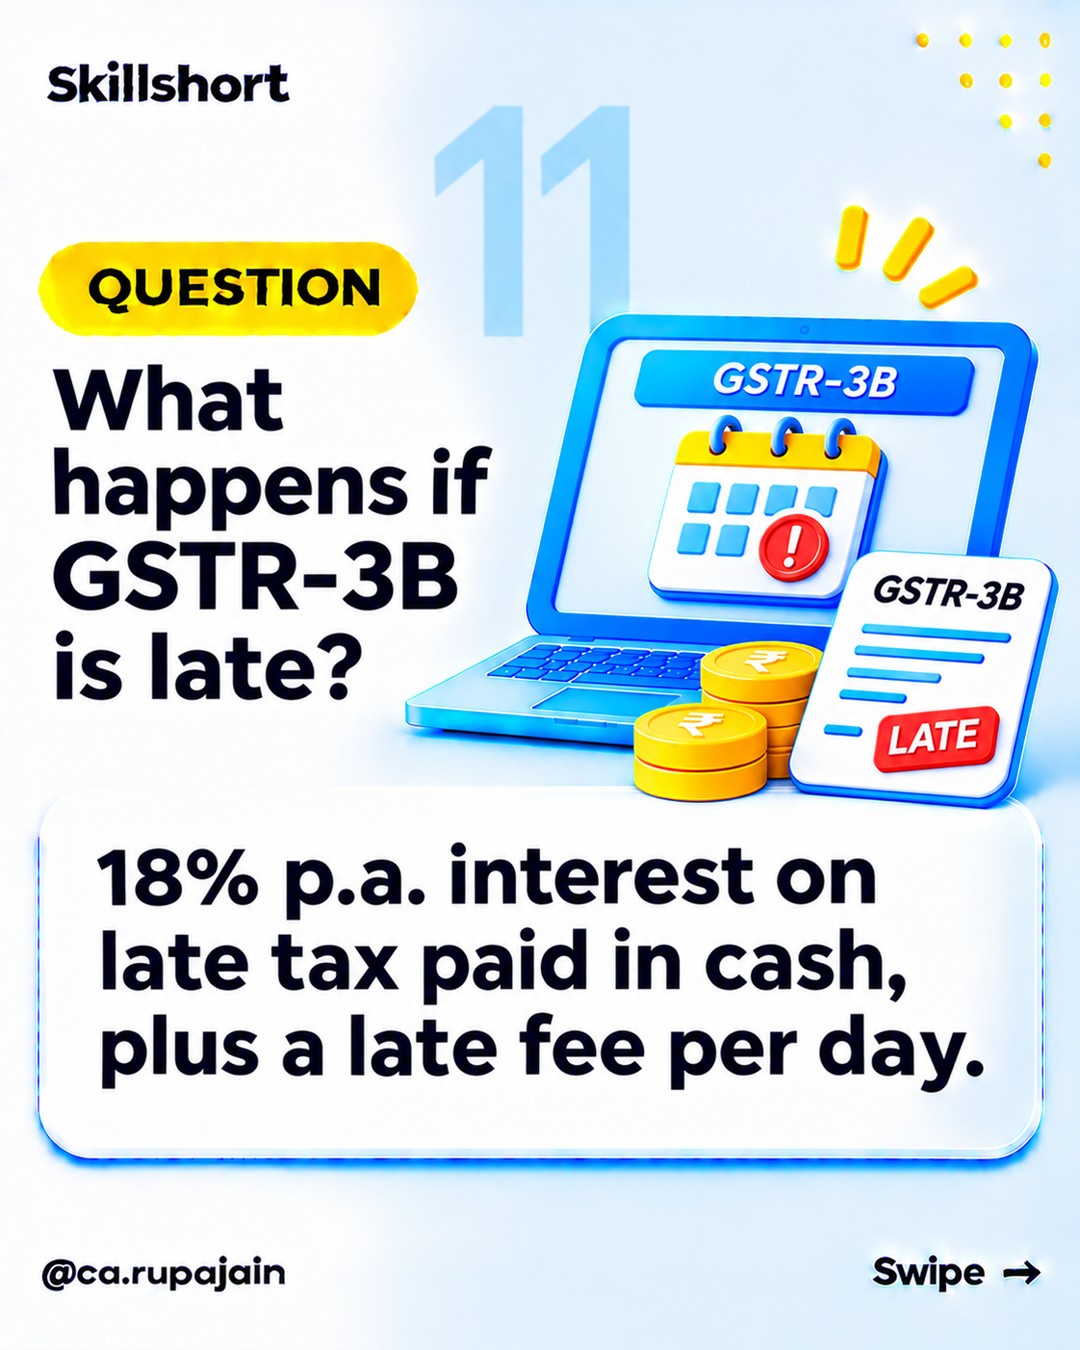 Skillshort
11
QUESTION
What
happens if
GSTR-3B
is late?
GSTR-3B
GSTR-3B
LATE
18% p.a. interest on
late tax paid in cash,
plus a late fee per day.
@ca.rupajain
Swipe →